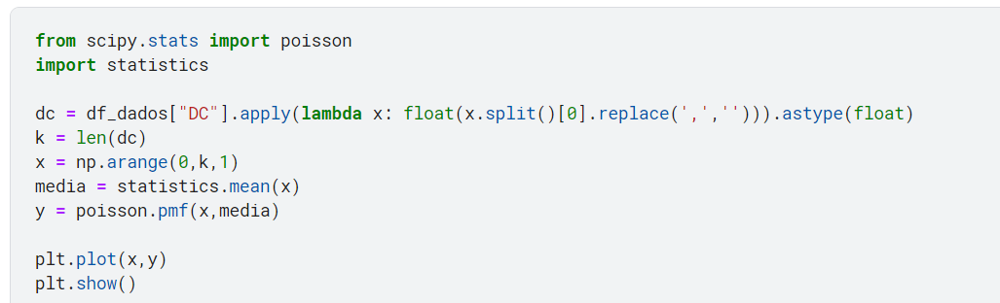 from scipy.stats import poisson
import statistics
dc = df_dados["DC"].apply(lambda x: float(x.split()[0].replace(',',''))).astype(float)
k = len(dc)
x = np.arange(0,k,1)
media = statistics.mean(x)
y = poisson.pmf(x,media)
plt.plot(x,y)
plt.show()